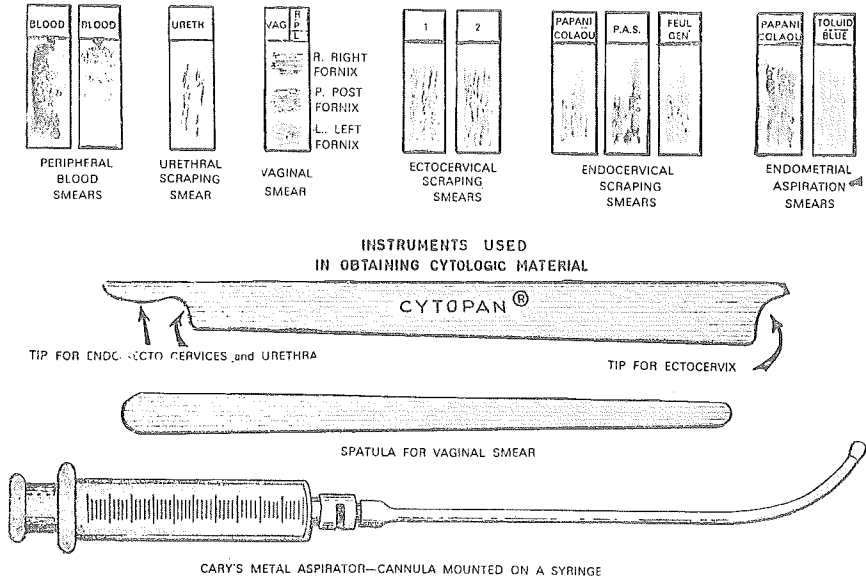 BLOOD
BLOOD
URETH
VAG
R
P
L
1
2
PAPANI
COLAOU
P.A.S.
FEUL
GEN
PAPANI
COLAOU
TOLUID
BLUE
R. RIGHT
FORNIX
P. POST
FORNIX
L. LEFT
FORNIX
PERIPHERAL
BLOOD
SMEARS
URETHRAL
SCRAPING
SMEAR
VAGINAL
SMEAR
ECTOCERVICAL
SCRAPING
SMEARS
ENDOCERVICAL
SCRAPING
SMEARS
ENDOMETRIAL
ASPIRATION
SMEARS
INSTRUMENTS USED
IN OBTAINING CYTOLOGIC MATERIAL
CYTOPAN®
TIP FOR ENDO-ECTO CERVICES and URETHRA
TIP FOR ECTOCERVIX
SPATULA FOR VAGINAL SMEAR
CARY'S METAL ASPIRATOR—CANNULA MOUNTED ON A SYRINGE